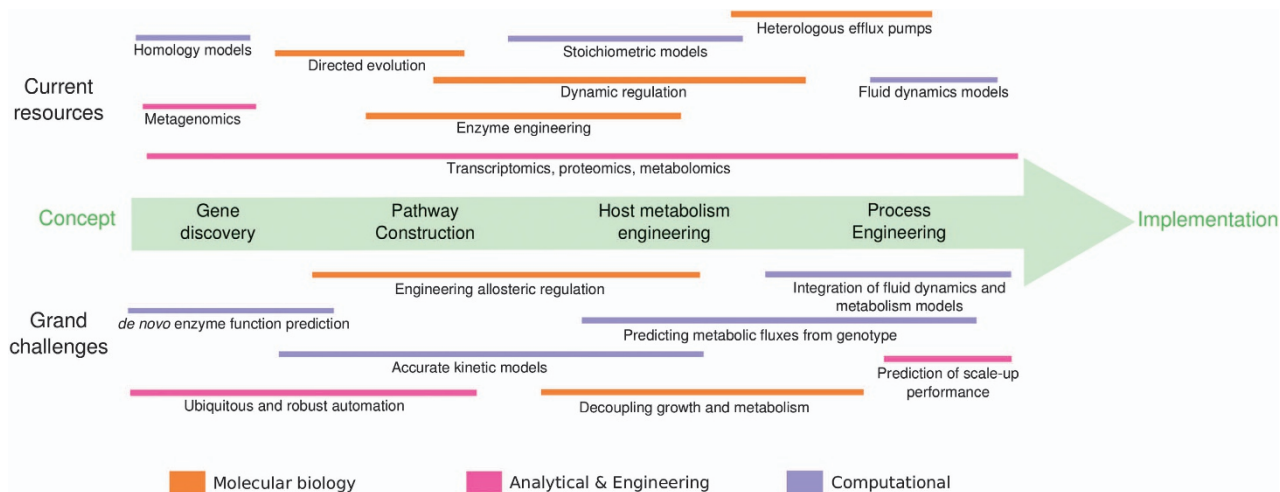 Heterologous efflux pumps
Homology models
Stoichiometric models
Directed evolution
Current
resources
Dynamic regulation
Fluid dynamics models
Metagenomics
Enzyme engineering
Transcriptomics, proteomics, metabolomics
Concept
Gene
discovery
Pathway
Construction
Host metabolism
engineering
Process
Engineering
Implementation
Engineering allosteric regulation
Integration of fluid dynamics and
metabolism models
Grand
challenges
de novo enzyme function prediction
Predicting metabolic fluxes from genotype
Accurate kinetic models
Prediction of scale-up
performance
Ubiquitous and robust automation
Decoupling growth and metabolism
Molecular biology
Analytical & Engineering
Computational